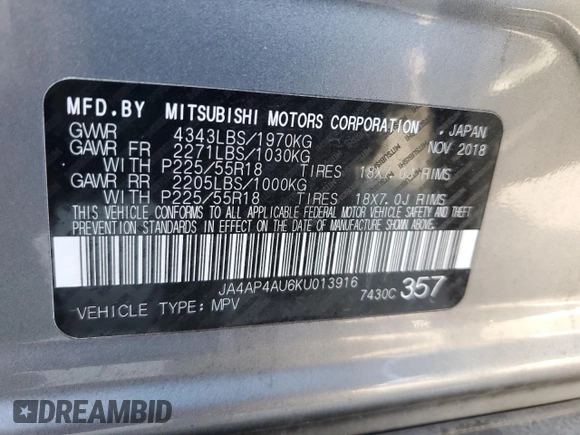 MFD.BY MITSUBISHI MOTORS CORPORATION , JAPAN
GVWR 4343LBS/1970KG NOV 2018
GAWR FR 2271LBS/1030KG
WITH P225/55R18 TIRES 18X7.0J RIMS
GAWR RR 2205LBS/1000KG
WITH P225/55R18 TIRES 18X7.0J RIMS
THIS VEHICLE CONFORMS TO ALL APPLICABLE FEDERAL MOTOR VEHICLE SAFETY AND THEFT
PREVENTION STANDARDS IN EFFECT ON THE DATE OF MANUFACTURE SHOWN ABOVE.
JA4AP4AU6KU013916
VEHICLE TYPE: MPV 7430C 357
DREAMBID